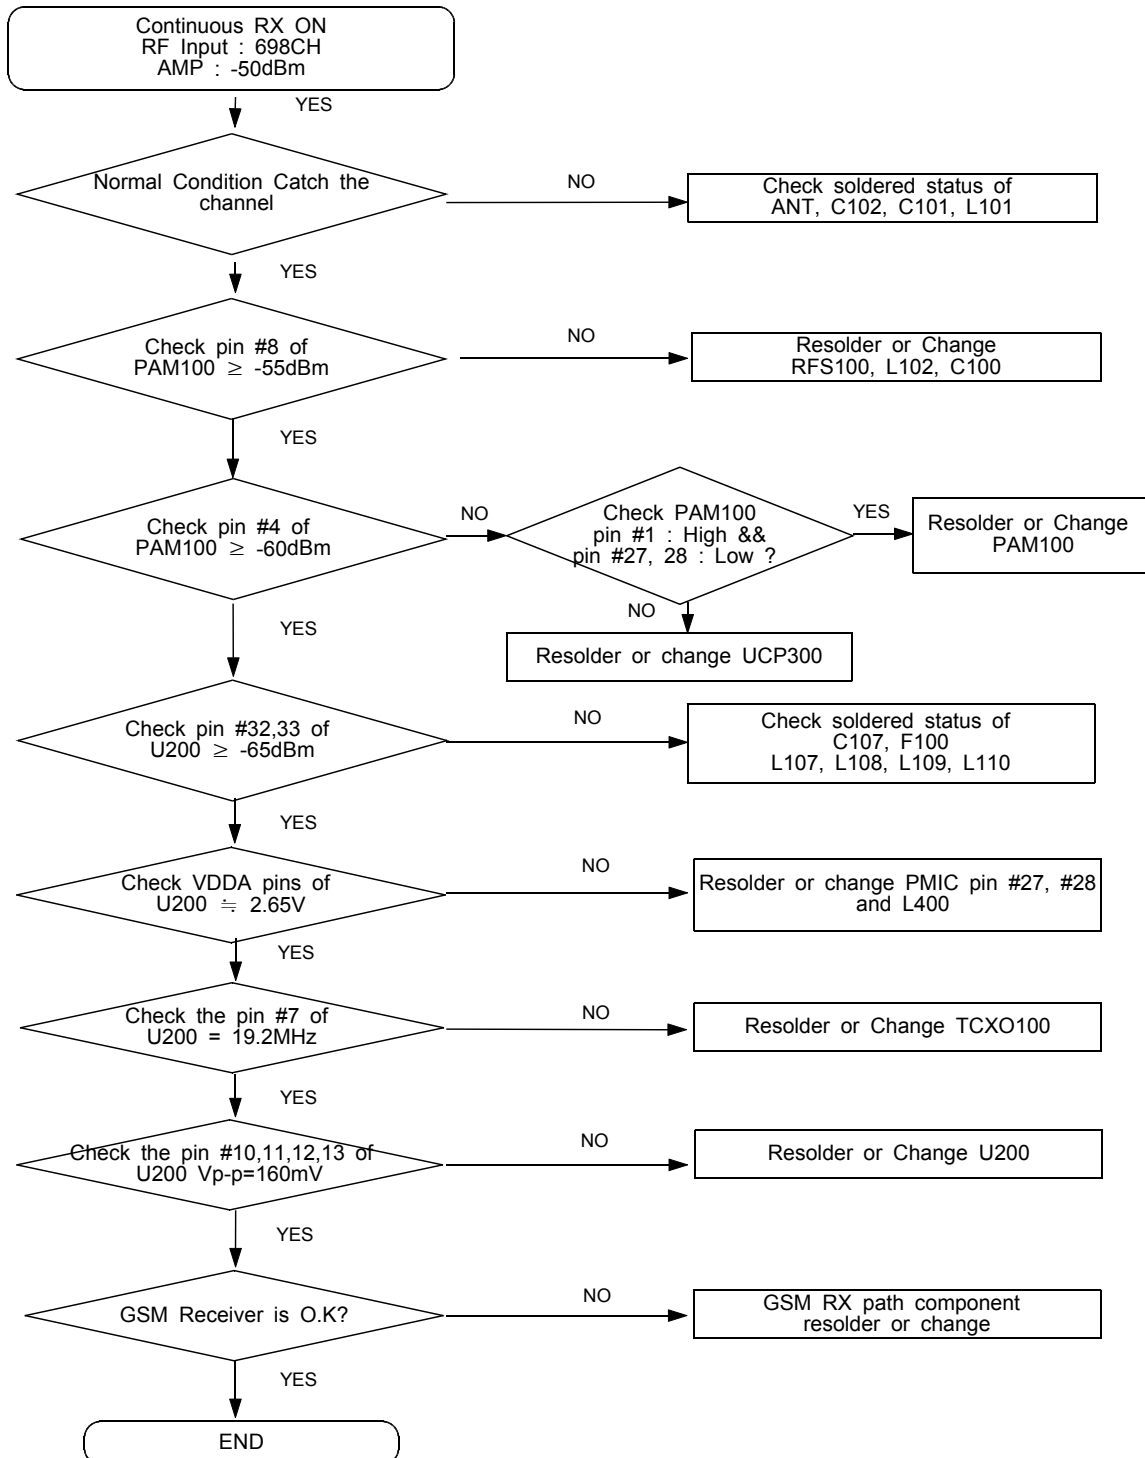 Continuous RX ON
RF Input : 698CH
AMP : -50dBm
YES
Normal Condition Catch the
channel
NO
Check soldered status of
ANT, C102, C101, L101
YES
Check pin #8 of
PAM100 ≥ -55dBm
NO
Resolder or Change
RFS100, L102, C100
YES
Check pin #4 of
PAM100 ≥ -60dBm
NO
Check PAM100
pin #1 : High &&
pin #27, 28 : Low ?
YES
Resolder or Change
PAM100
NO
Resolder or change UCP300
YES
Check pin #32,33 of
U200 ≥ -65dBm
NO
Check soldered status of
C107, F100
L107, L108, L109, L110
YES
Check VDDA pins of
U200 ≒ 2.65V
NO
Resolder or change PMIC pin #27, #28
and L400
YES
Check the pin #7 of
U200 = 19.2MHz
NO
Resolder or Change TCXO100
YES
Check the pin #10,11,12,13 of
U200 Vp-p=160mV
NO
Resolder or Change U200
YES
GSM Receiver is O.K?
NO
GSM RX path component
resolder or change
YES
END